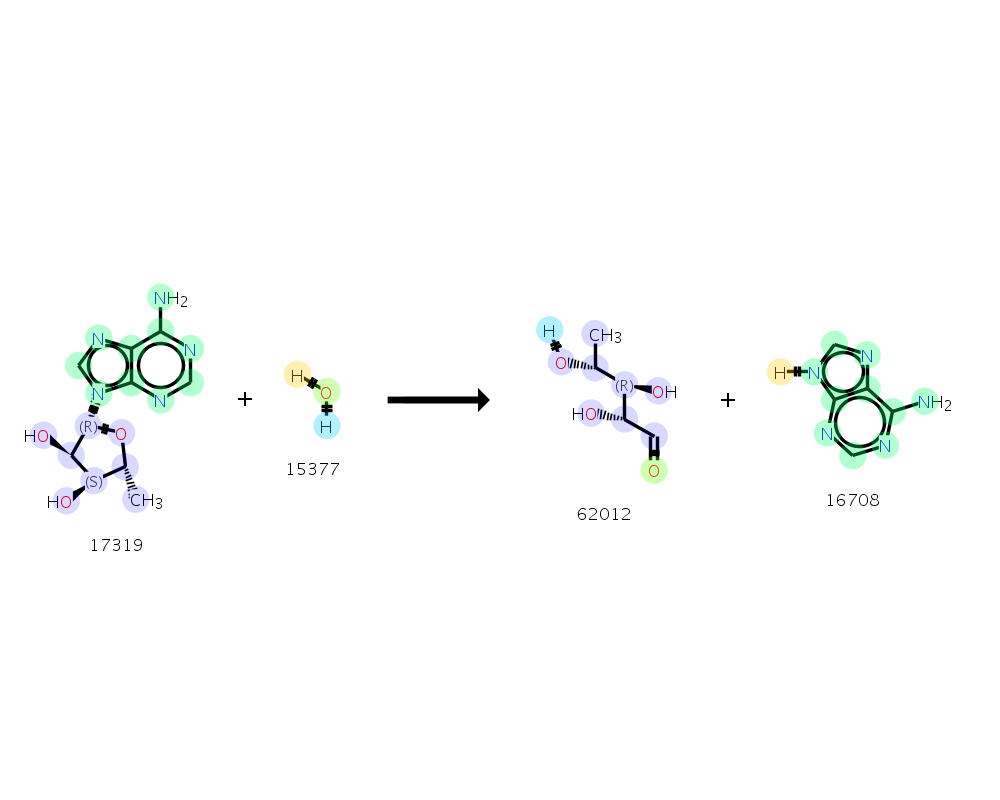 NH2
N
N
N
N
(R)
O
HO
(S)
HO
CH3
17319
+
H
O
H
15377
H
CH3
O
(R)
OH
HO
O
62012
+
H
N
N
NH2
N
N
16708